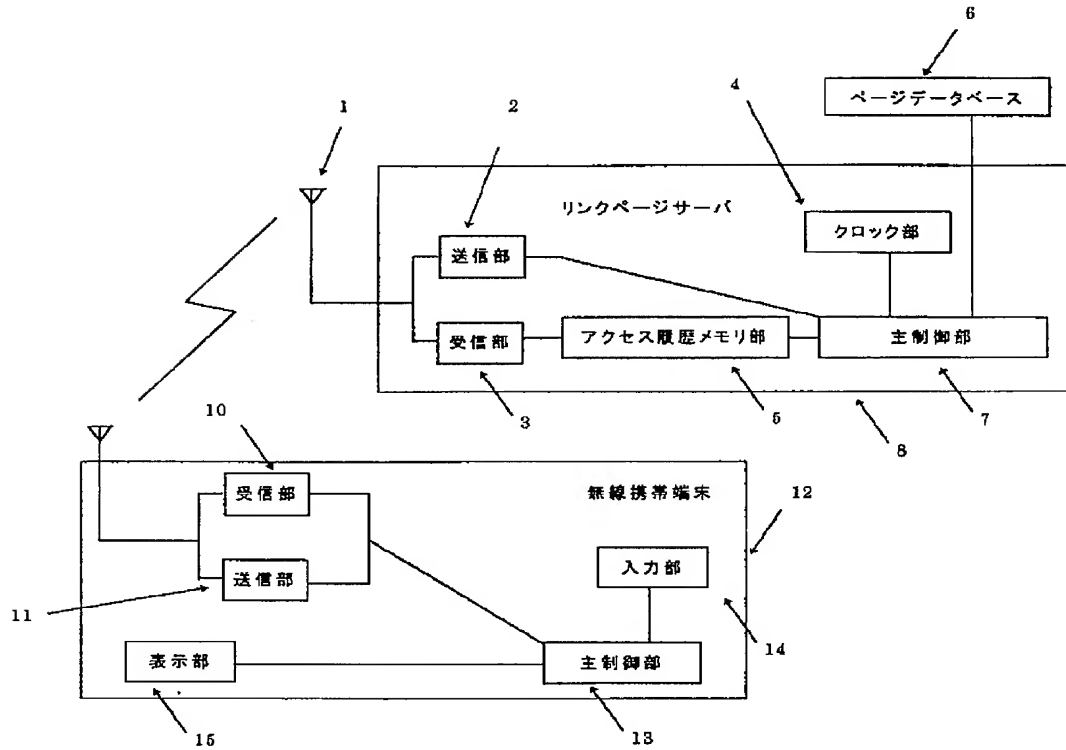 6
ページデータベース
1
2
4
リンクページサーバ
クロック部
送信部
受信部
アクセス履歴メモリ部
主制御部
3
5
7
8
10
受信部
無線携帯端末
12
送信部
入力部
11
14
表示部
主制御部
15
13